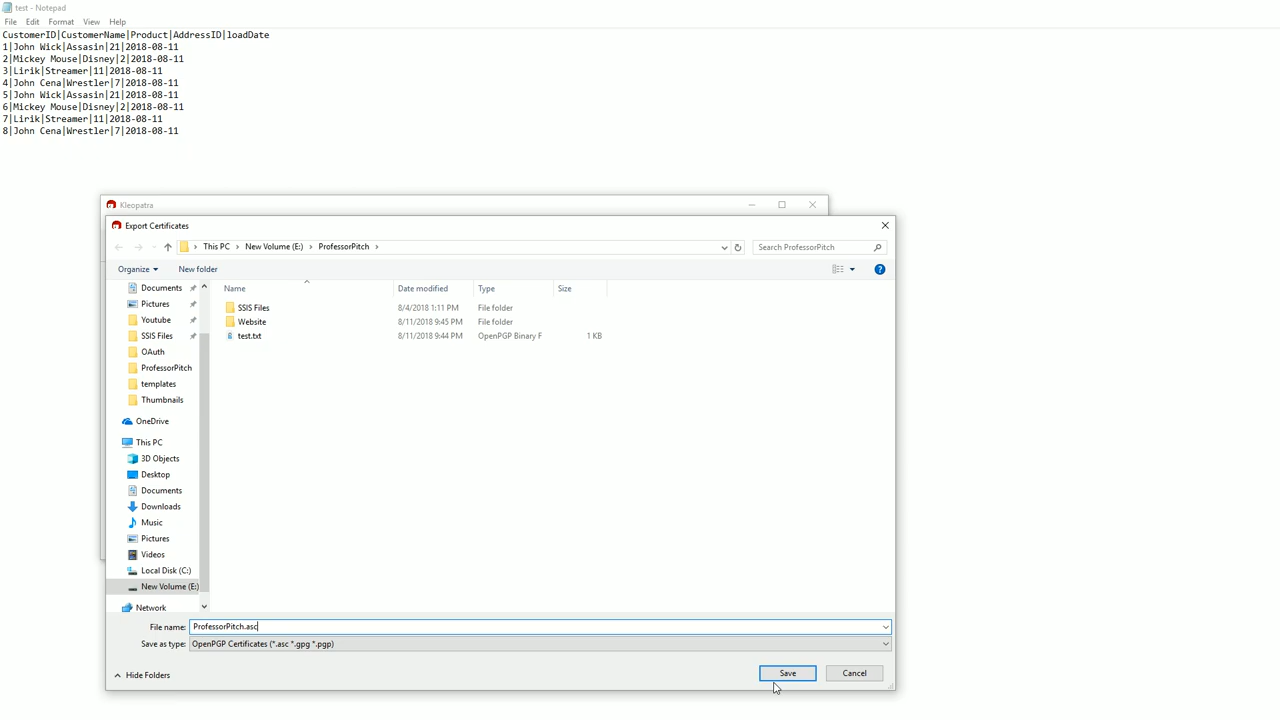 test - Notepad
File Edit Format View Help
CustomerID|CustomerName|Product|AddressID|loadDate
1|John Wick|Assasin|21|2018-08-11
2|Mickey Mouse|Disney|2|2018-08-11
3|Lirik|Streamer|11|2018-08-11
4|John Cena|Wrestler|7|2018-08-11
5|John Wick|Assasin|21|2018-08-11
6|Mickey Mouse|Disney|2|2018-08-11
7|Lirik|Streamer|11|2018-08-11
8|John Cena|Wrestler|7|2018-08-11
Kleopatra
Export Certificates
This PC > New Volume (E:) > ProfessorPitch >
Search ProfessorPitch
Organize
New folder
Name Date modified Type Size
SSIS Files 8/4/2018 1:11 PM File folder
Website 8/11/2018 9:45 PM File folder
test.txt 8/11/2018 9:44 PM OpenPGP Binary F 1 KB
Documents
Pictures
Youtube
SSIS Files
OAuth
ProfessorPitch
templates
Thumbnails
OneDrive
This PC
3D Objects
Desktop
Documents
Downloads
Music
Pictures
Videos
Local Disk (C:)
New Volume (E:)
Network
File name: ProfessorPitch.asc
Save as type: OpenPGP Certificates (*.asc *.gpg *.pgp)
Hide Folders
Save
Cancel